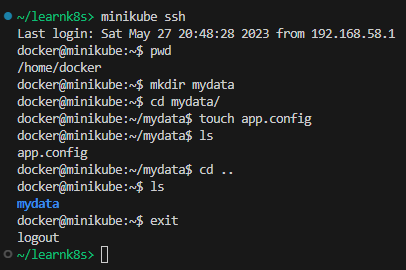 ~/learnk8s> minikube ssh
Last login: Sat May 27 20:48:28 2023 from 192.168.58.1
docker@minikube:~$ pwd
/home/docker
docker@minikube:~$ mkdir mydata
docker@minikube:~$ cd mydata/
docker@minikube:~/mydata$ touch app.config
docker@minikube:~/mydata$ ls
app.config
docker@minikube:~/mydata$ cd ..
docker@minikube:~$ ls
mydata
docker@minikube:~$ exit
logout
~/learnk8s>